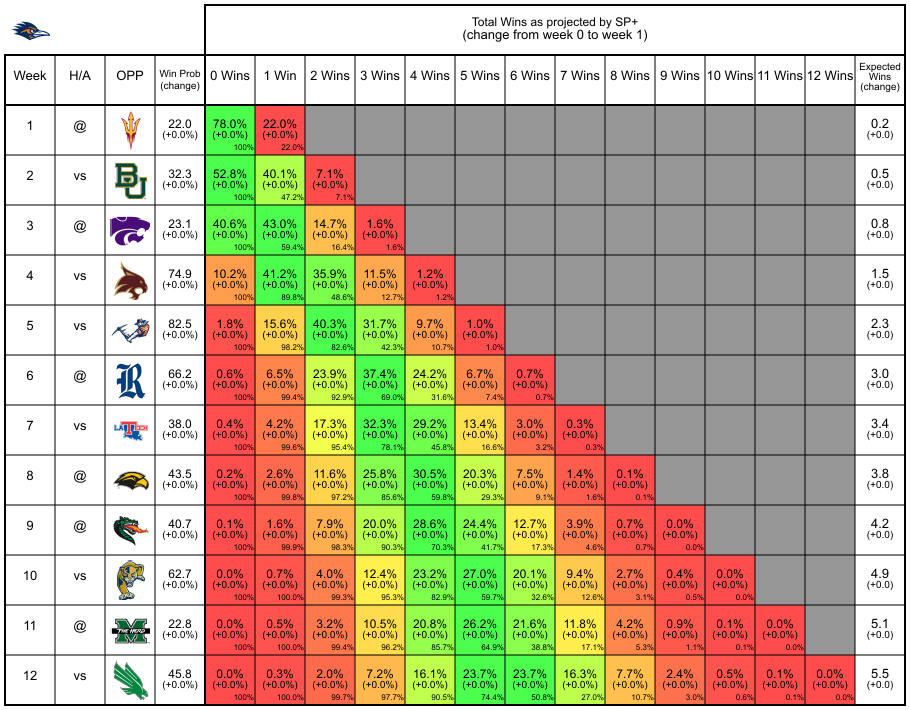 Total Wins as projected by SP+
(change from week 0 to week 1)
Week H/A OPP Win Prob (change) 0 Wins 1 Win 2 Wins 3 Wins 4 Wins 5 Wins 6 Wins 7 Wins 8 Wins 9 Wins 10 Wins 11 Wins 12 Wins Expected Wins (change)
1 @ 22.0 78.0% 22.0% 0.2
(+0.0%) (+0.0%) (+0.0%) (+0.0)
100% 22.0%
2 vs BU 32.3 52.8% 40.1% 7.1% 0.5
(+0.0%) (+0.0%) (+0.0%) (+0.0%) (+0.0)
100% 47.2% 7.1%
3 @ 23.1 40.6% 43.0% 14.7% 1.6% 0.8
(+0.0%) (+0.0%) (+0.0%) (+0.0%) (+0.0%) (+0.0)
100% 59.4% 16.4% 1.6%
4 vs 74.9 10.2% 41.2% 35.9% 11.5% 1.2% 1.5
(+0.0%) (+0.0%) (+0.0%) (+0.0%) (+0.0%) (+0.0%) (+0.0)
100% 89.8% 48.6% 12.7% 1.2%
5 vs 82.5 1.8% 15.6% 40.3% 31.7% 9.7% 1.0% 2.3
(+0.0%) (+0.0%) (+0.0%) (+0.0%) (+0.0%) (+0.0%) (+0.0%) (+0.0)
100% 98.2% 82.6% 42.3% 10.7% 1.0%
6 @ R 66.2 0.6% 6.5% 23.9% 37.4% 24.2% 6.7% 0.7% 3.0
(+0.0%) (+0.0%) (+0.0%) (+0.0%) (+0.0%) (+0.0%) (+0.0%) (+0.0%) (+0.0)
100% 99.4% 92.9% 69.0% 31.6% 7.4% 0.7%
7 vs LA TECH 38.0 0.4% 4.2% 17.3% 32.3% 29.2% 13.4% 3.0% 0.3% 3.4
(+0.0%) (+0.0%) (+0.0%) (+0.0%) (+0.0%) (+0.0%) (+0.0%) (+0.0%) (+0.0%) (+0.0)
100% 99.6% 95.4% 78.1% 45.8% 16.6% 3.2% 0.3%
8 @ 43.5 0.2% 2.6% 11.6% 25.8% 30.5% 20.3% 7.5% 1.4% 0.1% 3.8
(+0.0%) (+0.0%) (+0.0%) (+0.0%) (+0.0%) (+0.0%) (+0.0%) (+0.0%) (+0.0%) (+0.0%) (+0.0)
100% 99.8% 97.2% 85.6% 59.8% 29.3% 9.1% 1.6% 0.1%
9 @ 40.7 0.1% 1.6% 7.9% 20.0% 28.6% 24.4% 12.7% 3.9% 0.7% 0.0% 4.2
(+0.0%) (+0.0%) (+0.0%) (+0.0%) (+0.0%) (+0.0%) (+0.0%) (+0.0%) (+0.0%) (+0.0%) (+0.0%) (+0.0)
100% 99.9% 98.3% 90.3% 70.3% 41.7% 17.3% 4.6% 0.7% 0.0%
10 vs 62.7 0.0% 0.7% 4.0% 12.4% 23.2% 27.0% 20.1% 9.4% 2.7% 0.4% 0.0% 4.9
(+0.0%) (+0.0%) (+0.0%) (+0.0%) (+0.0%) (+0.0%) (+0.0%) (+0.0%) (+0.0%) (+0.0%) (+0.0%) (+0.0%) (+0.0)
100% 100.0% 99.3% 95.3% 82.9% 59.7% 32.6% 12.6% 3.1% 0.5% 0.0%
11 @ M THE HERD 22.8 0.0% 0.5% 3.2% 10.5% 20.8% 26.2% 21.6% 11.8% 4.2% 0.9% 0.1% 0.0% 5.1
(+0.0%) (+0.0%) (+0.0%) (+0.0%) (+0.0%) (+0.0%) (+0.0%) (+0.0%) (+0.0%) (+0.0%) (+0.0%) (+0.0%) (+0.0%) (+0.0)
100% 100.0% 99.4% 96.2% 85.7% 64.9% 38.8% 17.1% 5.3% 1.1% 0.1% 0.0%
12 vs 45.8 0.0% 0.3% 2.0% 7.2% 16.1% 23.7% 23.7% 16.3% 7.7% 2.4% 0.5% 0.1% 0.0% 5.5
(+0.0%) (+0.0%) (+0.0%) (+0.0%) (+0.0%) (+0.0%) (+0.0%) (+0.0%) (+0.0%) (+0.0%) (+0.0%) (+0.0%) (+0.0%) (+0.0%) (+0.0)
100% 100.0% 99.7% 97.7% 90.5% 74.4% 50.8% 27.0% 10.7% 3.0% 0.6% 0.1% 0.0%